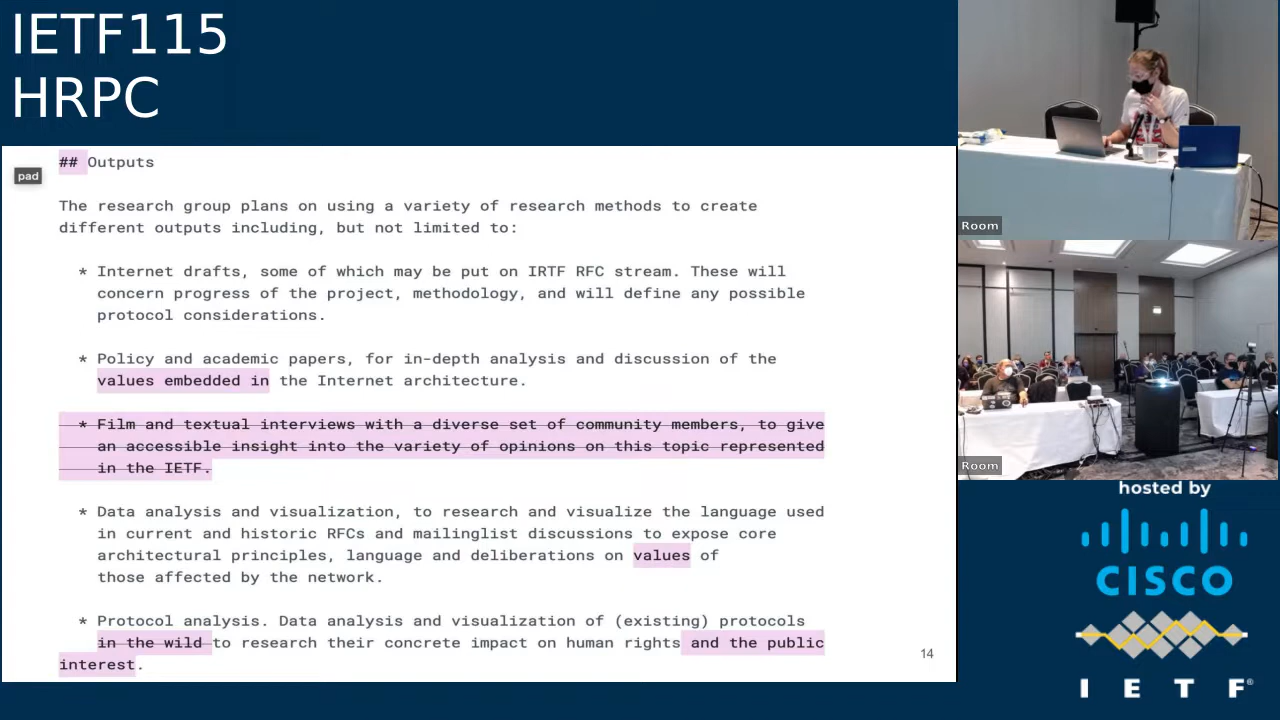 IETF115
HRPC
pad
## Outputs
The research group plans on using a variety of research methods to create
different outputs including, but not limited to:
* Internet drafts, some of which may be put on IRTF RFC stream. These will
concern progress of the project, methodology, and will define any possible
protocol considerations.
* Policy and academic papers, for in-depth analysis and discussion of the
values embedded in the Internet architecture.
* Film and textual interviews with a diverse set of community members, to give
an accessible insight into the variety of opinions on this topic represented
in the IETF.
* Data analysis and visualization, to research and visualize the language used
in current and historic RFCs and mailinglist discussions to expose core
architectural principles, language and deliberations on values of
those affected by the network.
* Protocol analysis. Data analysis and visualization of (existing) protocols
in the wild to research their concrete impact on human rights and the public
interest.
14
Room
Room
hosted by
CISCO
I E T F®